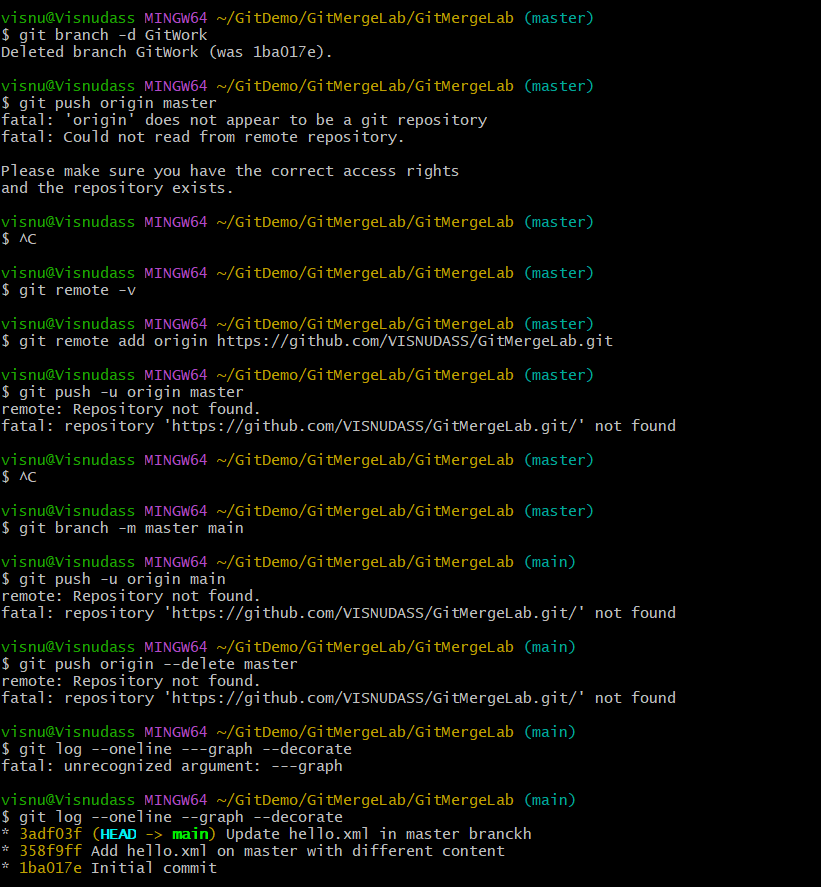 visnu@Visnudass MINGW64 ~/GitDemo/GitMergeLab/GitMergeLab (master)
$ git branch -d GitWork
Deleted branch GitWork (was 1ba017e).
visnu@Visnudass MINGW64 ~/GitDemo/GitMergeLab/GitMergeLab (master)
$ git push origin master
fatal: 'origin' does not appear to be a git repository
fatal: Could not read from remote repository.
Please make sure you have the correct access rights
and the repository exists.
visnu@Visnudass MINGW64 ~/GitDemo/GitMergeLab/GitMergeLab (master)
$ ^C
visnu@Visnudass MINGW64 ~/GitDemo/GitMergeLab/GitMergeLab (master)
$ git remote -v
visnu@Visnudass MINGW64 ~/GitDemo/GitMergeLab/GitMergeLab (master)
$ git remote add origin https://github.com/VISNUDASS/GitMergeLab.git
visnu@Visnudass MINGW64 ~/GitDemo/GitMergeLab/GitMergeLab (master)
$ git push -u origin master
remote: Repository not found.
fatal: repository 'https://github.com/VISNUDASS/GitMergeLab.git/' not found
visnu@Visnudass MINGW64 ~/GitDemo/GitMergeLab/GitMergeLab (master)
$ ^C
visnu@Visnudass MINGW64 ~/GitDemo/GitMergeLab/GitMergeLab (master)
$ git branch -m master main
visnu@Visnudass MINGW64 ~/GitDemo/GitMergeLab/GitMergeLab (main)
$ git push -u origin main
remote: Repository not found.
fatal: repository 'https://github.com/VISNUDASS/GitMergeLab.git/' not found
visnu@Visnudass MINGW64 ~/GitDemo/GitMergeLab/GitMergeLab (main)
$ git push origin --delete master
remote: Repository not found.
fatal: repository 'https://github.com/VISNUDASS/GitMergeLab.git/' not found
visnu@Visnudass MINGW64 ~/GitDemo/GitMergeLab/GitMergeLab (main)
$ git log --oneline ---graph --decorate
fatal: unrecognized argument: ---graph
visnu@Visnudass MINGW64 ~/GitDemo/GitMergeLab/GitMergeLab (main)
$ git log --oneline --graph --decorate
* 3adf03f (HEAD -> main) Update hello.xml in master branckh
* 358f9ff Add hello.xml on master with different content
* 1ba017e Initial commit